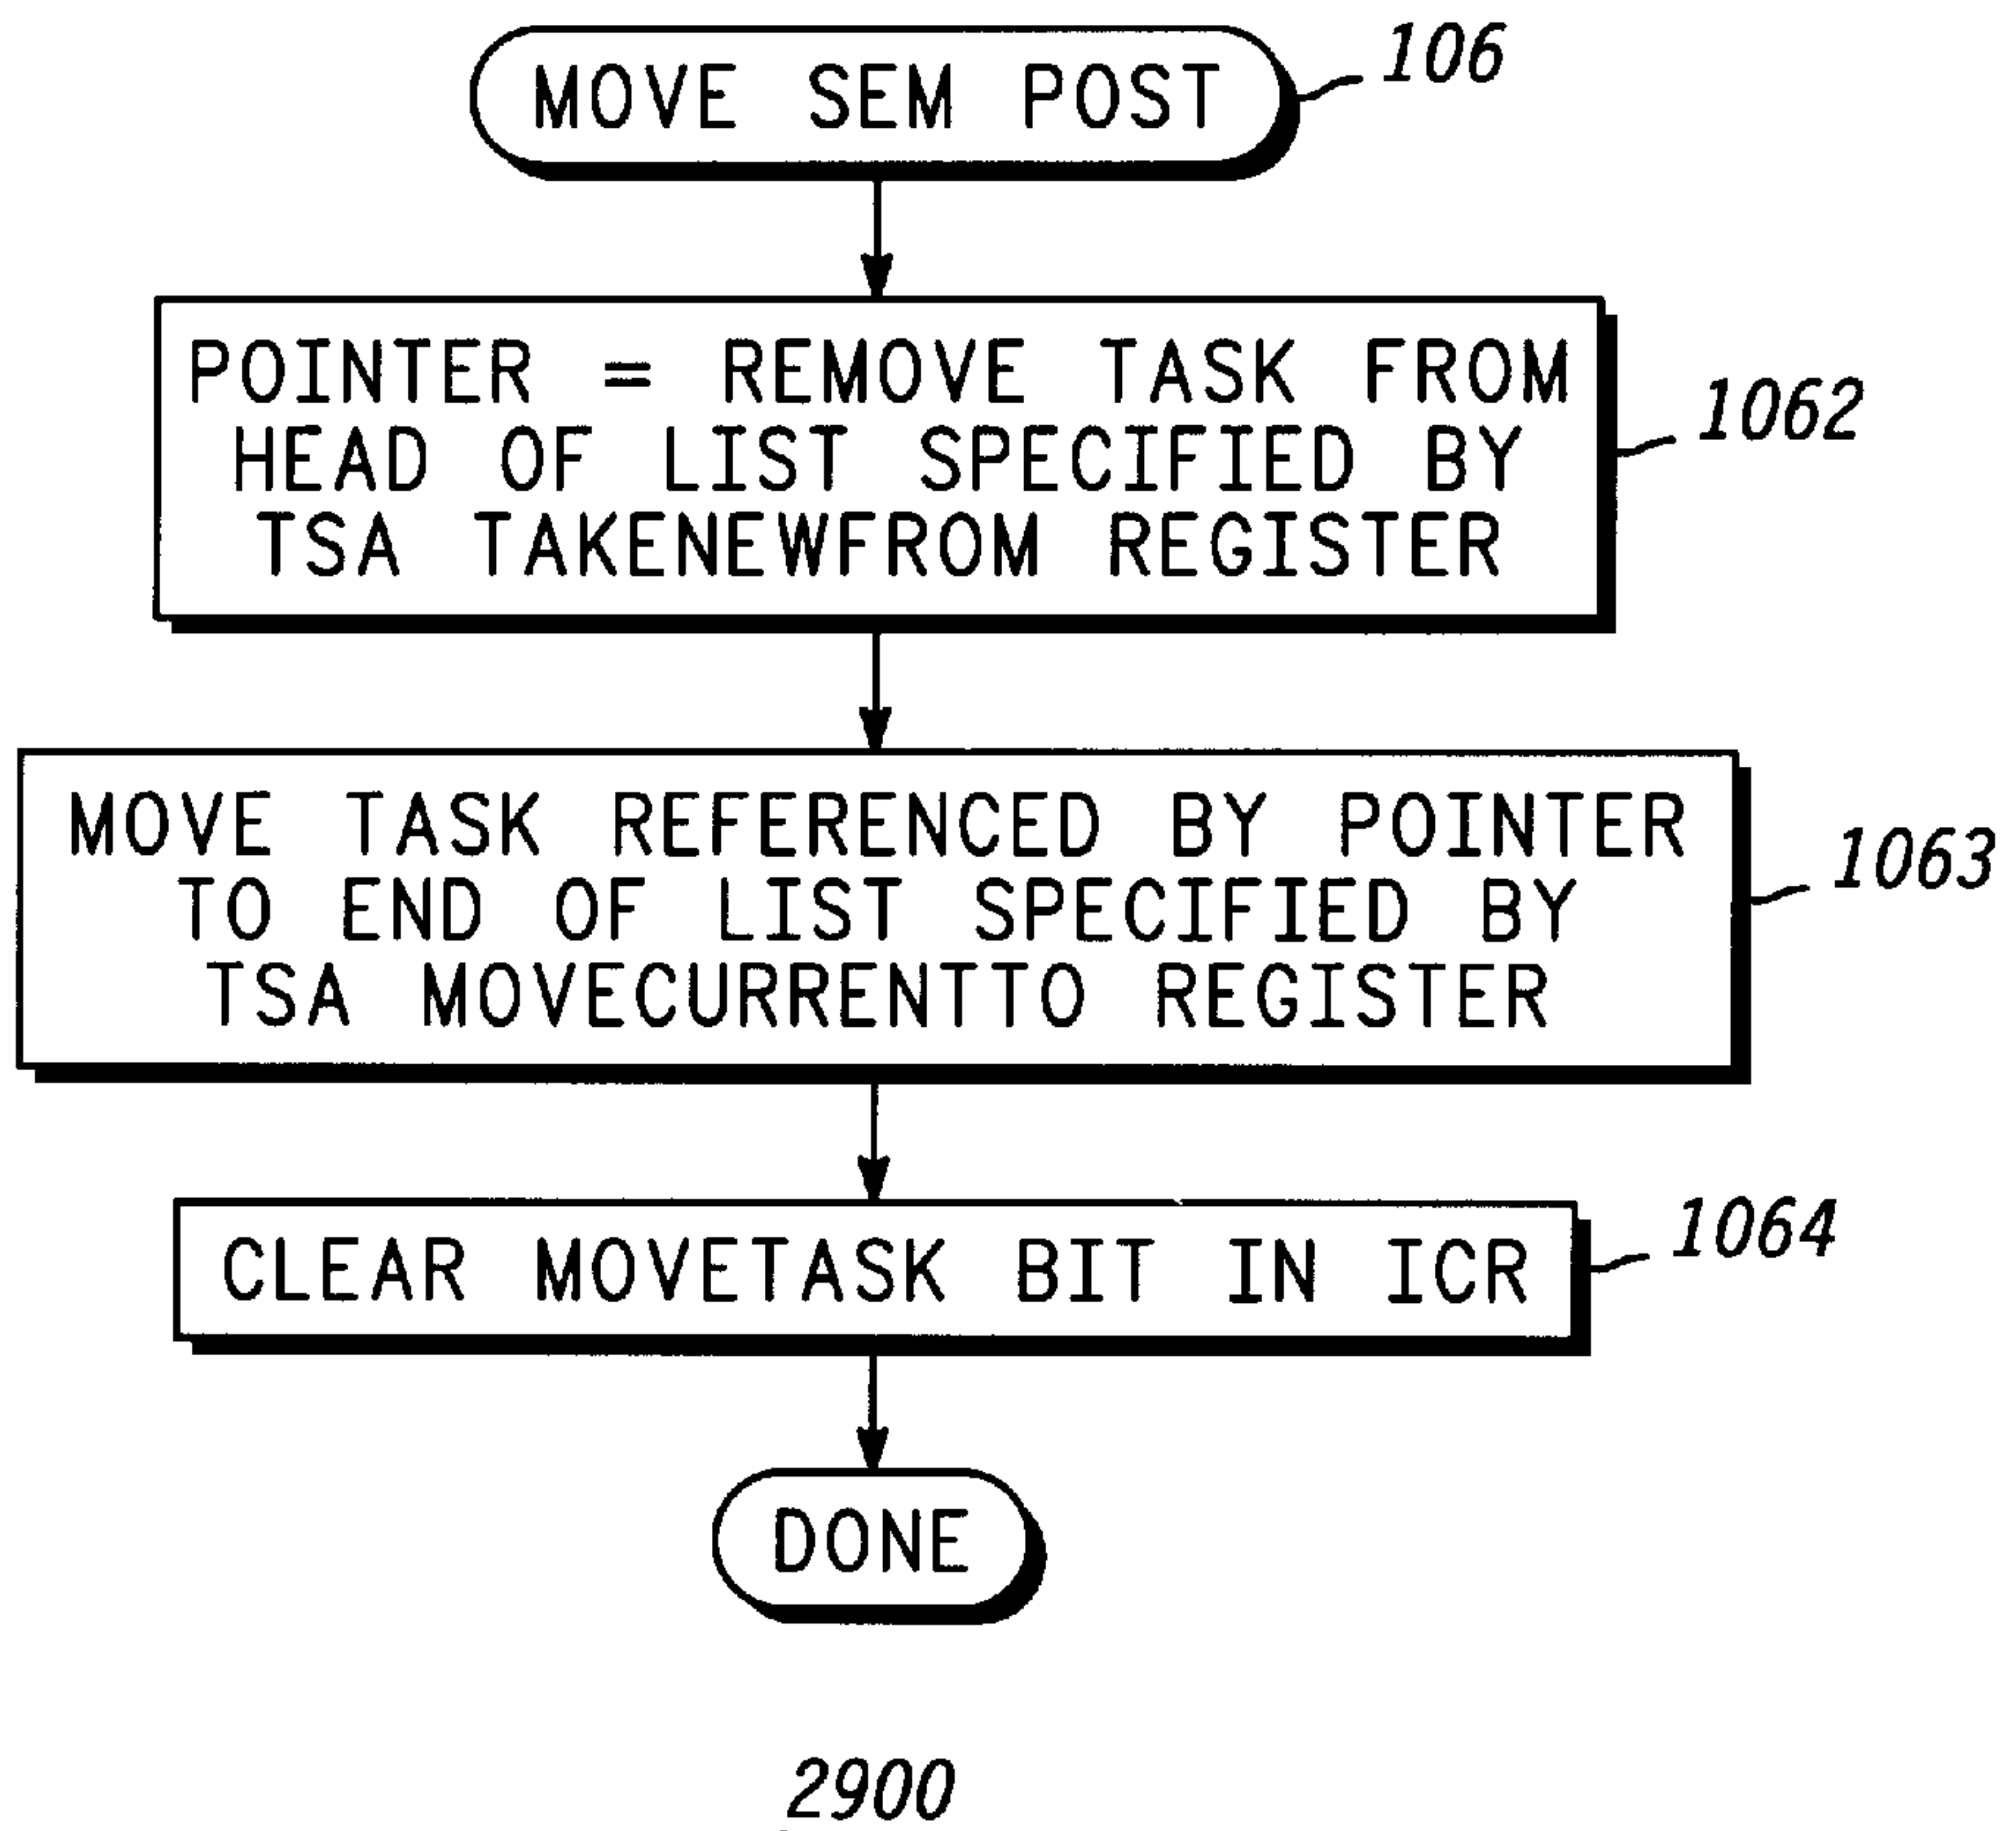 MOVE SEM POST
106
POINTER = REMOVE TASK FROM
HEAD OF LIST SPECIFIED BY
TSA TAKENEWFROM REGISTER
1062
MOVE TASK REFERENCED BY POINTER
TO END OF LIST SPECIFIED BY
TSA MOVECURRENTTO REGISTER
1063
CLEAR MOVETASK BIT IN ICR
1064
DONE
2900